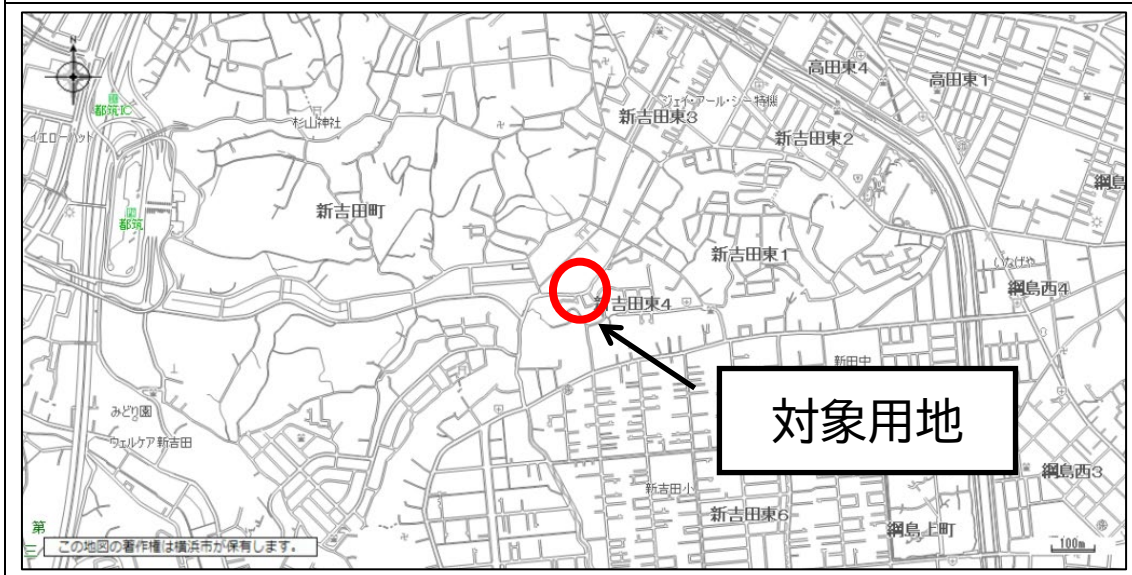 N
高田東4
高田東1
都筑IC
イエローハット
杉山神社
ジェイ・アール・シー特機
新吉田東3
新吉田東2
綱島
新吉田町
都筑
新吉田東1
いなげや
綱島西4
新吉田東4
新田中
対象用地
みどり園
ウェルケア新吉田
綱島西3
新吉田小
新吉田東6
綱島上町
第
三
この地図の著作権は横浜市が保有します。
100m